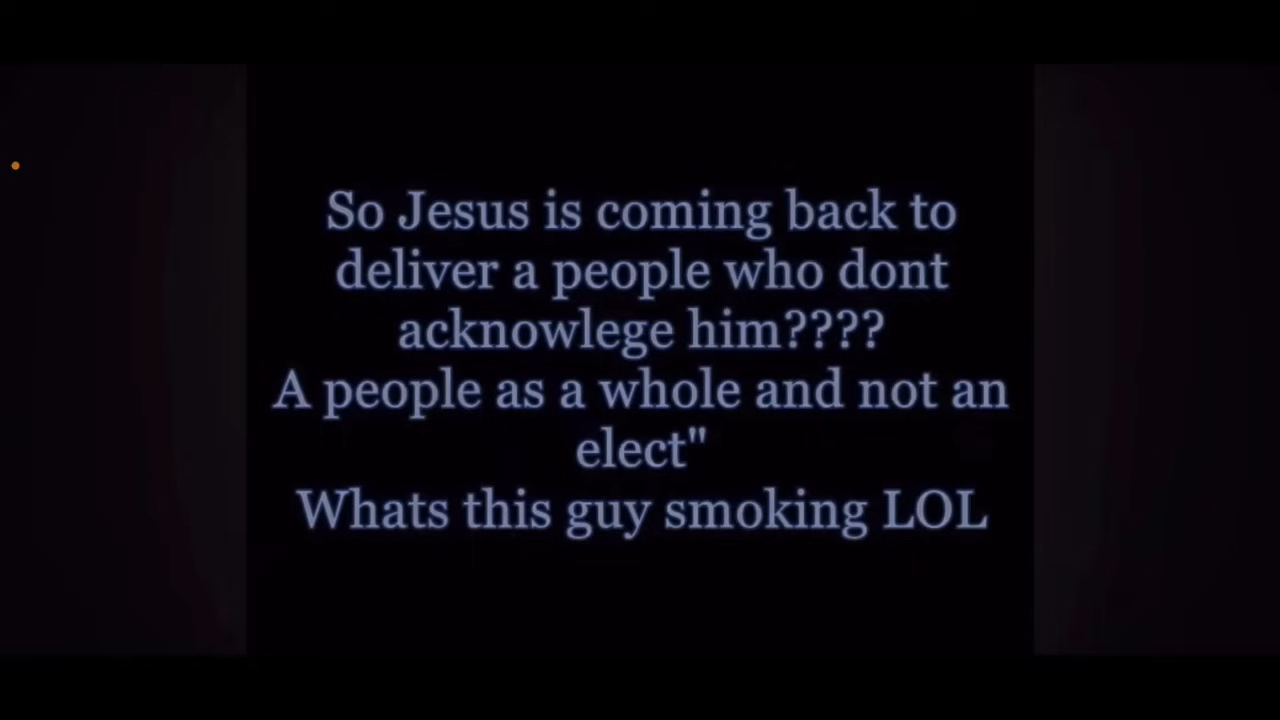 So Jesus is coming back to
deliver a people who dont
acknowlege him????
A people as a whole and not an
elect"
Whats this guy smoking LOL